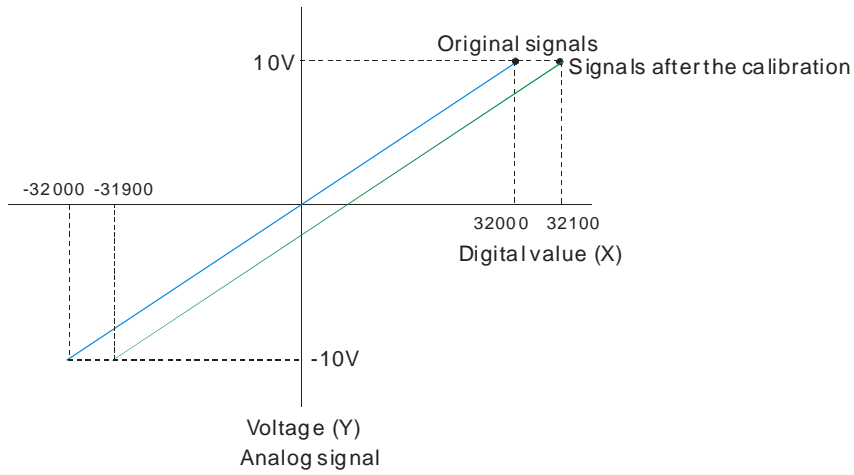 Original signals
10V
Signals after the calibration
-32000 -31900
32000 32100
Digital value (X)
-10V
Voltage (Y)
Analog signal